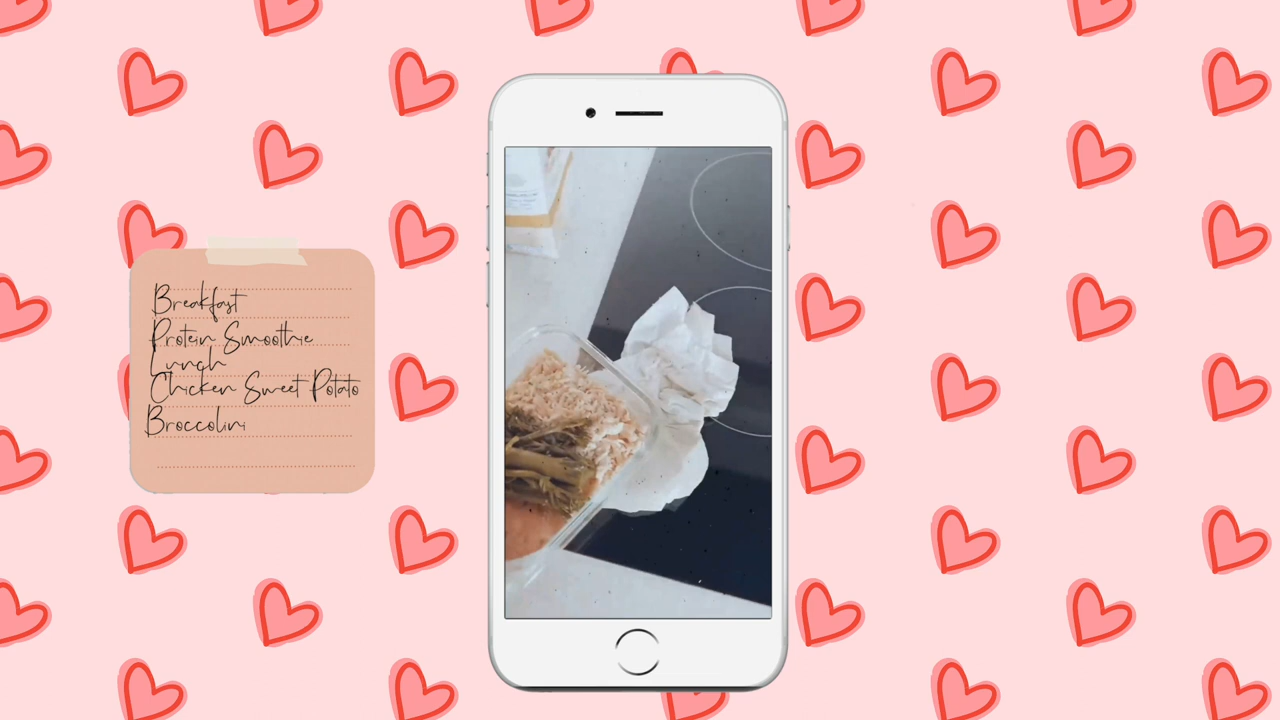 Breakfast
Protein Smoothie
Lunch
Chicken Sweet Potato
Broccolini